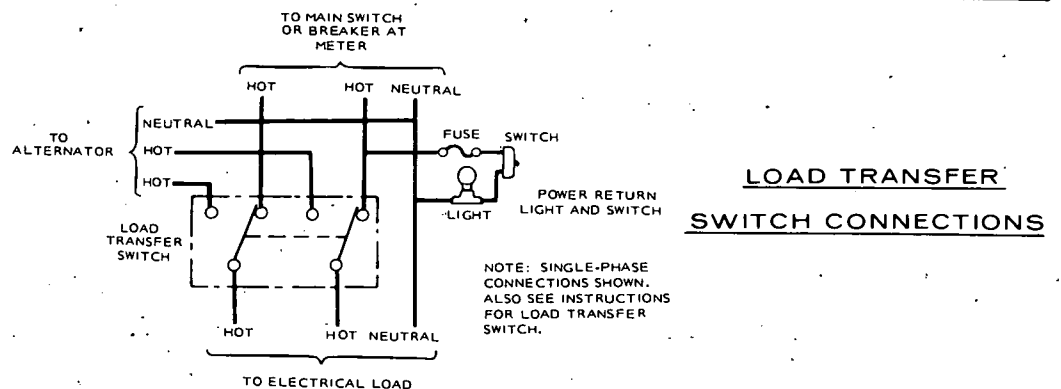 TO MAIN SWITCH
OR BREAKER AT
METER
HOT
HOT
NEUTRAL
TO
ALTERNATOR
NEUTRAL
HOT
HOT
FUSE
SWITCH
LIGHT
POWER RETURN
LIGHT AND SWITCH
LOAD TRANSFER
SWITCH CONNECTIONS
LOAD
TRANSFER
SWITCH
NOTE: SINGLE-PHASE
CONNECTIONS SHOWN.
ALSO SEE INSTRUCTIONS
FOR LOAD TRANSFER
SWITCH.
HOT
HOT
NEUTRAL
TO ELECTRICAL LOAD